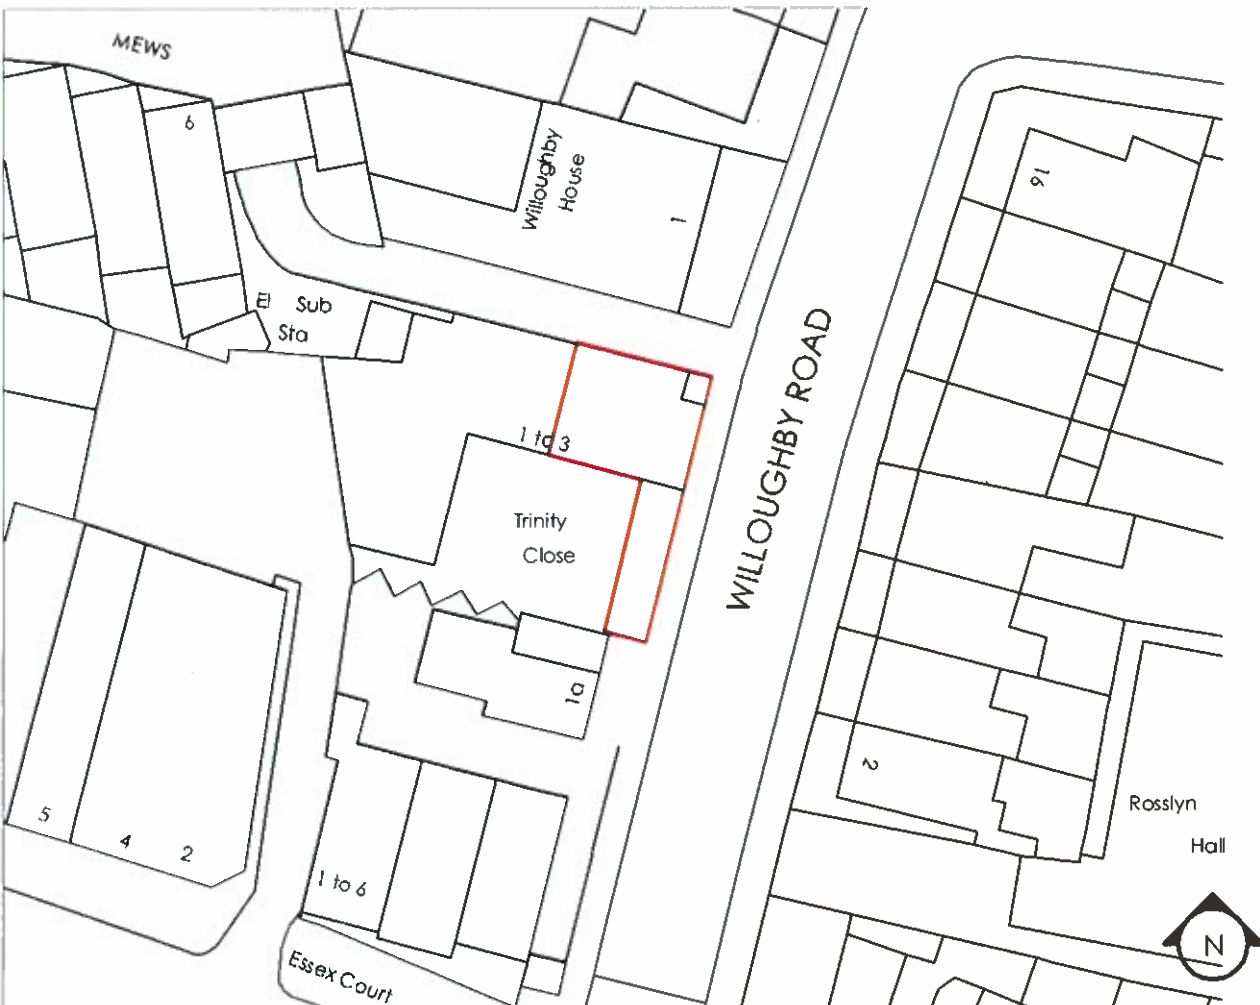 MEWS
6
Willoughby
House
1
16
El Sub
Sta
1 to 3
WILLOUGHBY ROAD
Trinity
Close
1a
2
Rosslyn
Hall
5
4
2
1 to 6
Essex Court
N